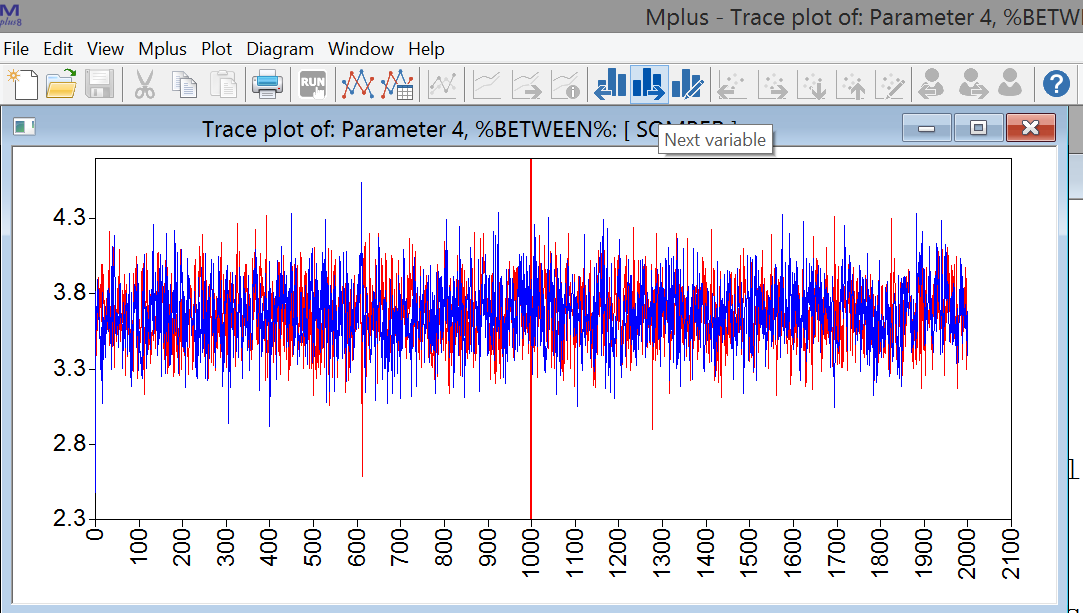 M
plus8
Mplus - Trace plot of: Parameter 4, %BETW
File Edit View Mplus Plot Diagram Window Help
RUN
?
Trace plot of: Parameter 4, %BETWEEN%: [ SOMBER ]
Next variable
4.3
3.8
3.3
2.8
2.3
0 100 200 300 400 500 600 700 800 900 1000 1100 1200 1300 1400 1500 1600 1700 1800 1900 2000 2100